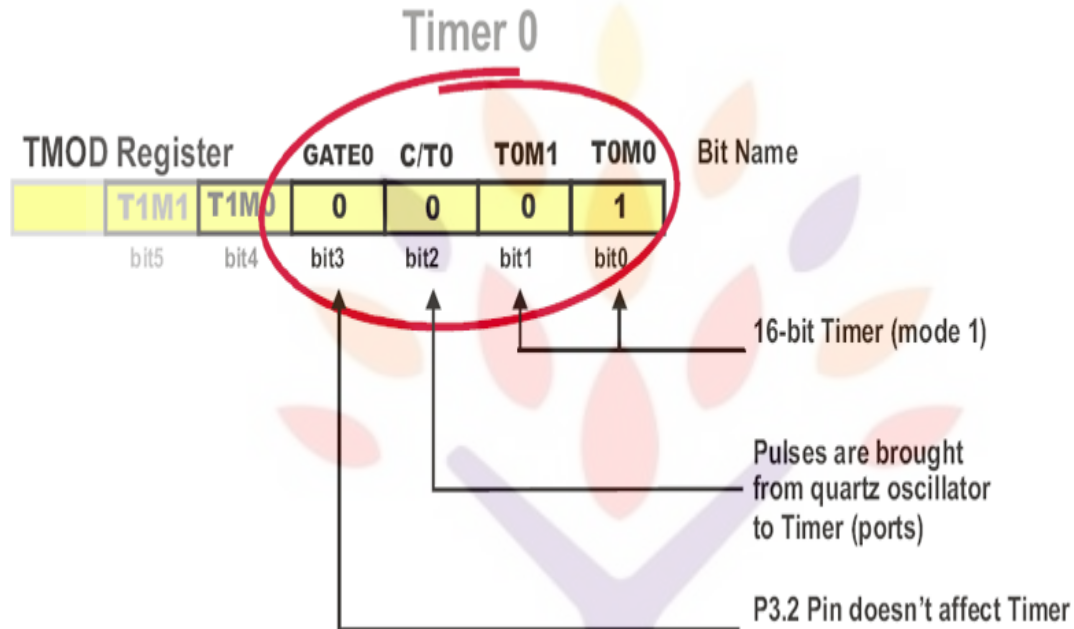 Timer 0
TMOD Register GATE0 C/T0 T0M1 T0M0 Bit Name
T1M1 T1M0 0 0 0 1
bit5 bit4 bit3 bit2 bit1 bit0
16-bit Timer (mode 1)
Pulses are brought
from quartz oscillator
to Timer (ports)
P3.2 Pin doesn't affect Timer